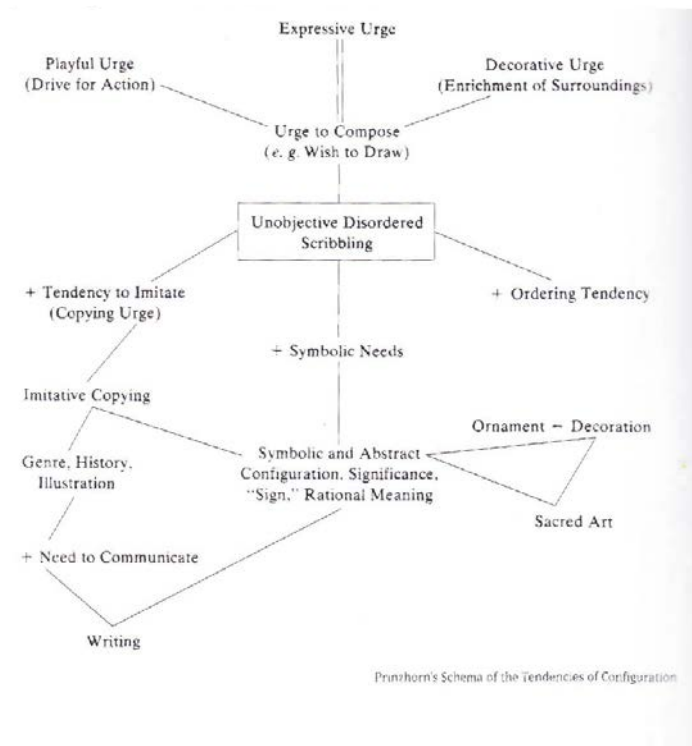 Expressive Urge
Playful Urge
(Drive for Action)
Decorative Urge
(Enrichment of Surroundings)
Urge to Compose
(e. g. Wish to Draw)
Unobjective Disordered
Scribbling
+ Tendency to Imitate
(Copying Urge)
+ Ordering Tendency
+ Symbolic Needs
Imitative Copying
Ornament – Decoration
Genre, History,
Illustration
Symbolic and Abstract
Configuration, Significance,
"Sign," Rational Meaning
Sacred Art
+ Need to Communicate
Writing
Prinzhorn's Schema of the Tendencies of Configuration